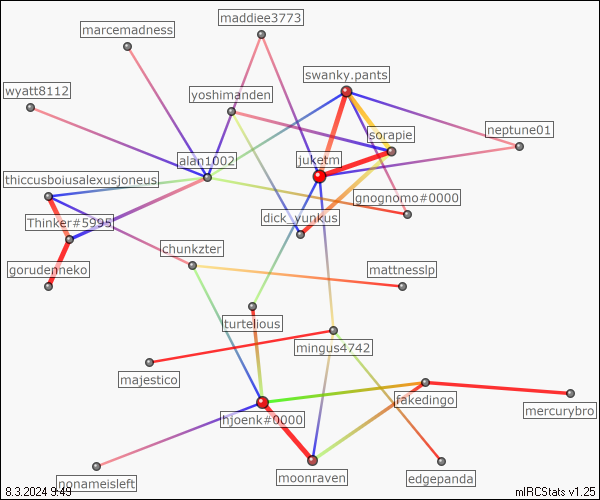 maddiee3773
marcemadness
swanky.pants
wyatt8112
yoshimanden
sorapie
neptune01
alan1002
juketn
thiccusboiusalexusjoneus
gnognomo#0000
Thinker#5995
dick_yunkus
chunkzter
gorudenneko
mattnesslp
turtelious
mingus4742
majestico
fakedingo
mercurybro
hjoenk#0000
moonraven
edgepanda
nonameisleft
8.3.2024 9:49
mIRCStats v1.25